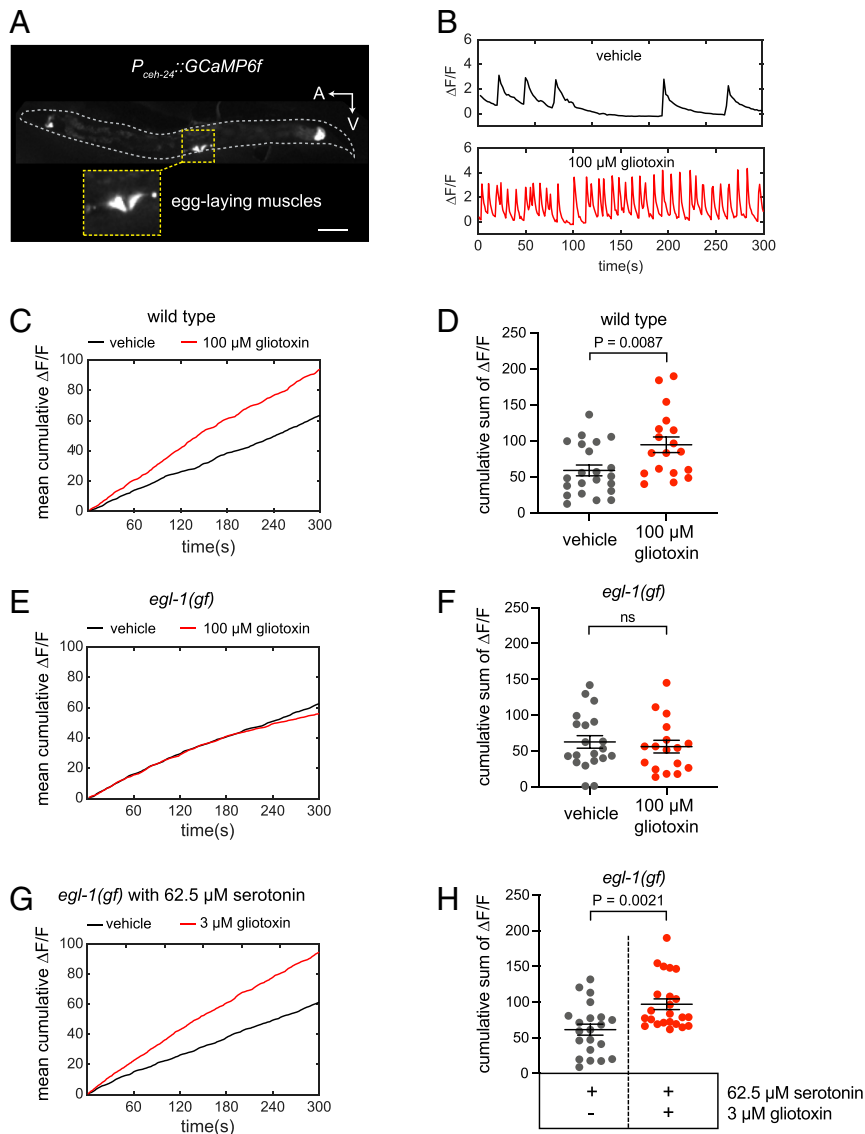 A
P ceh-24::GCaMP6f
A
V
egg-laying muscles
B
6
4
2
0
ΔF/F
vehicle
6
4
2
0
ΔF/F
100 µM gliotoxin
0 50 100 150 200 250 300
time(s)
C
wild type
vehicle 100 µM gliotoxin
100
80
60
40
20
0
mean cumulative ΔF/F
60 120 180 240 300
time(s)
D
wild type
P = 0.0087
250
200
150
100
50
0
cumulative sum of ΔF/F
vehicle
100 µM
gliotoxin
E
egl-1(gf)
vehicle 100 µM gliotoxin
100
80
60
40
20
0
mean cumulative ΔF/F
60 120 180 240 300
time(s)
F
egl-1(gf)
ns
250
200
150
100
50
0
cumulative sum of ΔF/F
vehicle
100 µM
gliotoxin
G
egl-1(gf) with 62.5 µM serotonin
vehicle 3 µM gliotoxin
100
80
60
40
20
0
mean cumulative ΔF/F
60 120 180 240 300
time(s)
H
egl-1(gf)
P = 0.0021
250
200
150
100
50
0
cumulative sum of ΔF/F
+ + 62.5 µM serotonin
- + 3 µM gliotoxin